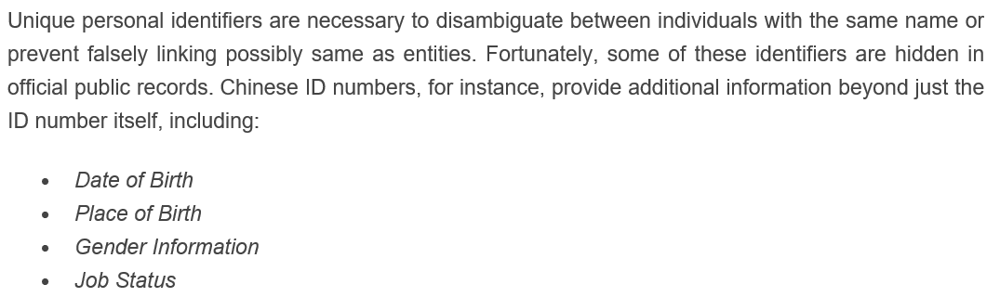 Unique personal identifiers are necessary to disambiguate between individuals with the same name or
prevent falsely linking possibly same as entities. Fortunately, some of these identifiers are hidden in
official public records. Chinese ID numbers, for instance, provide additional information beyond just the
ID number itself, including:
• Date of Birth
• Place of Birth
• Gender Information
• Job Status